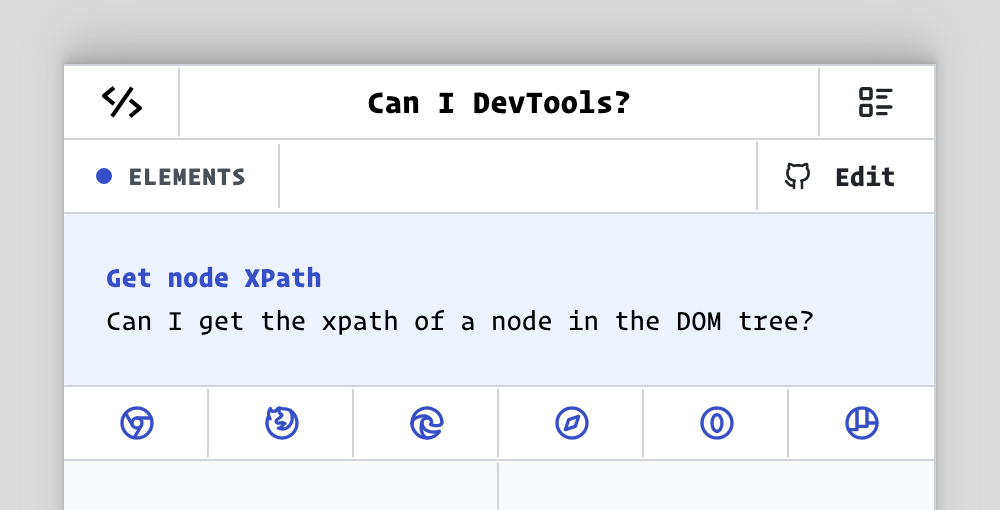 Can I DevTools?
ELEMENTS
Edit
Get node XPath
Can I get the xpath of a node in the DOM tree?